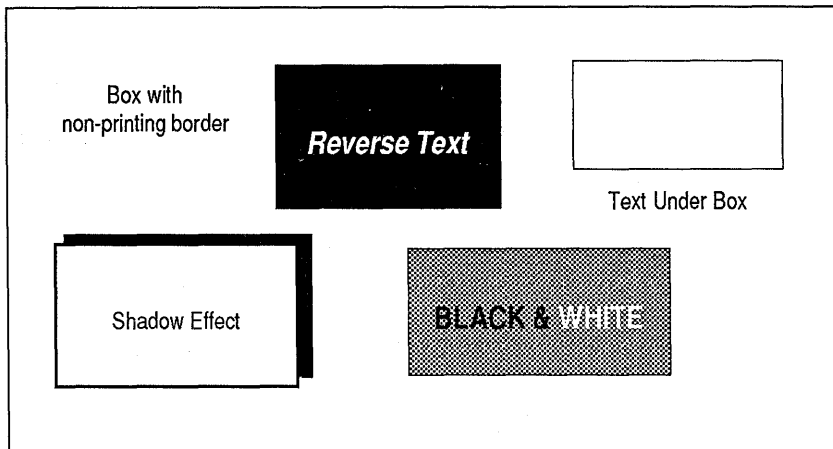 Box with
non-printing border
Reverse Text
Text Under Box
Shadow Effect
BLACK & WHITE